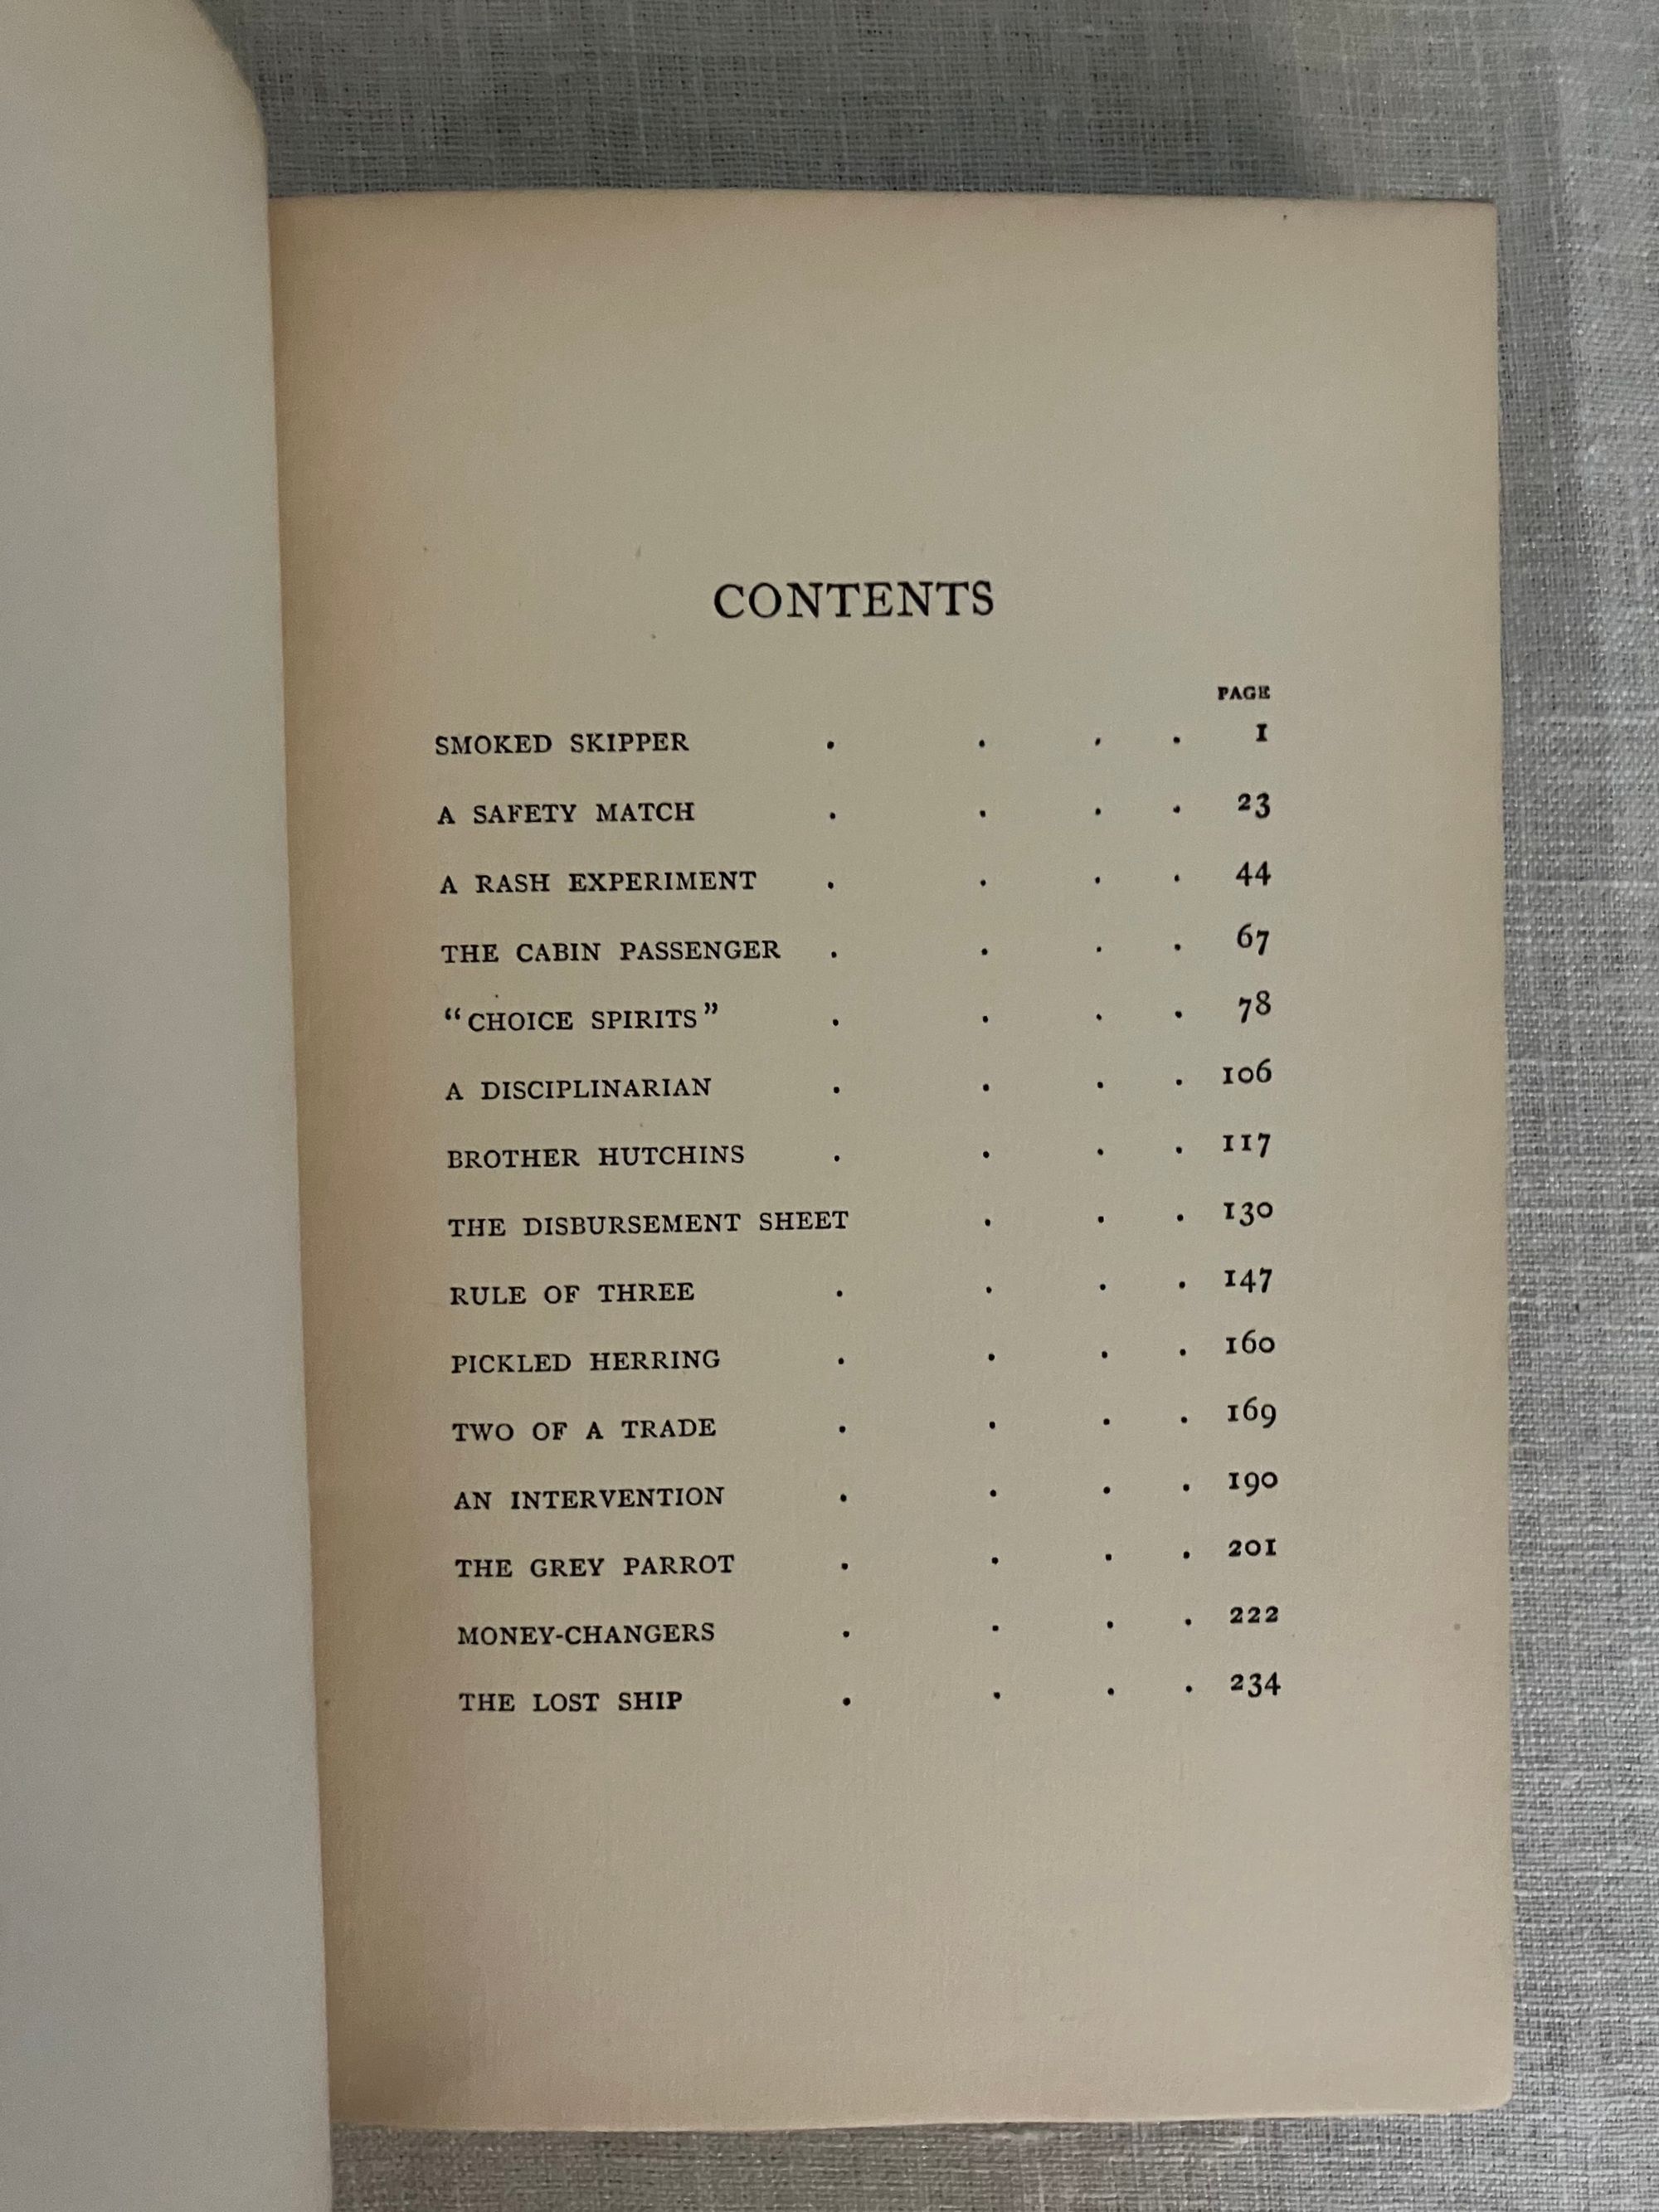 CONTENTS
PAGE
SMOKED SKIPPER . . . . 1
A SAFETY MATCH . . . . 23
A RASH EXPERIMENT . . . . 44
THE CABIN PASSENGER . . . . 67
“CHOICE SPIRITS” . . . . 78
A DISCIPLINARIAN . . . . 106
BROTHER HUTCHINS . . . . 117
THE DISBURSEMENT SHEET . . . 130
RULE OF THREE . . . . 147
PICKLED HERRING . . . . 160
TWO OF A TRADE . . . . 169
AN INTERVENTION . . . . 190
THE GREY PARROT . . . . 201
MONEY-CHANGERS . . . . 222
THE LOST SHIP . . . . 234